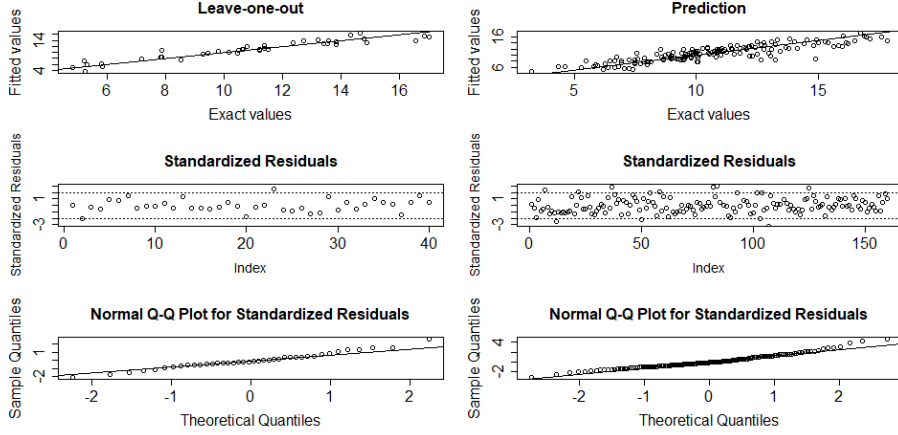 Leave-one-out
Fitted values
4
14
6
8
10
12
14
16
Exact values
Prediction
Fitted values
6
16
5
10
15
Exact values
Standardized Residuals
Standardized Residuals
-3
1
0
10
20
30
40
Index
Standardized Residuals
Standardized Residuals
-3
1
0
50
100
150
Index
Normal Q-Q Plot for Standardized Residuals
Sample Quantiles
-2
1
-2
-1
0
1
2
Theoretical Quantiles
Normal Q-Q Plot for Standardized Residuals
Sample Quantiles
-2
4
-2
-1
0
1
2
Theoretical Quantiles